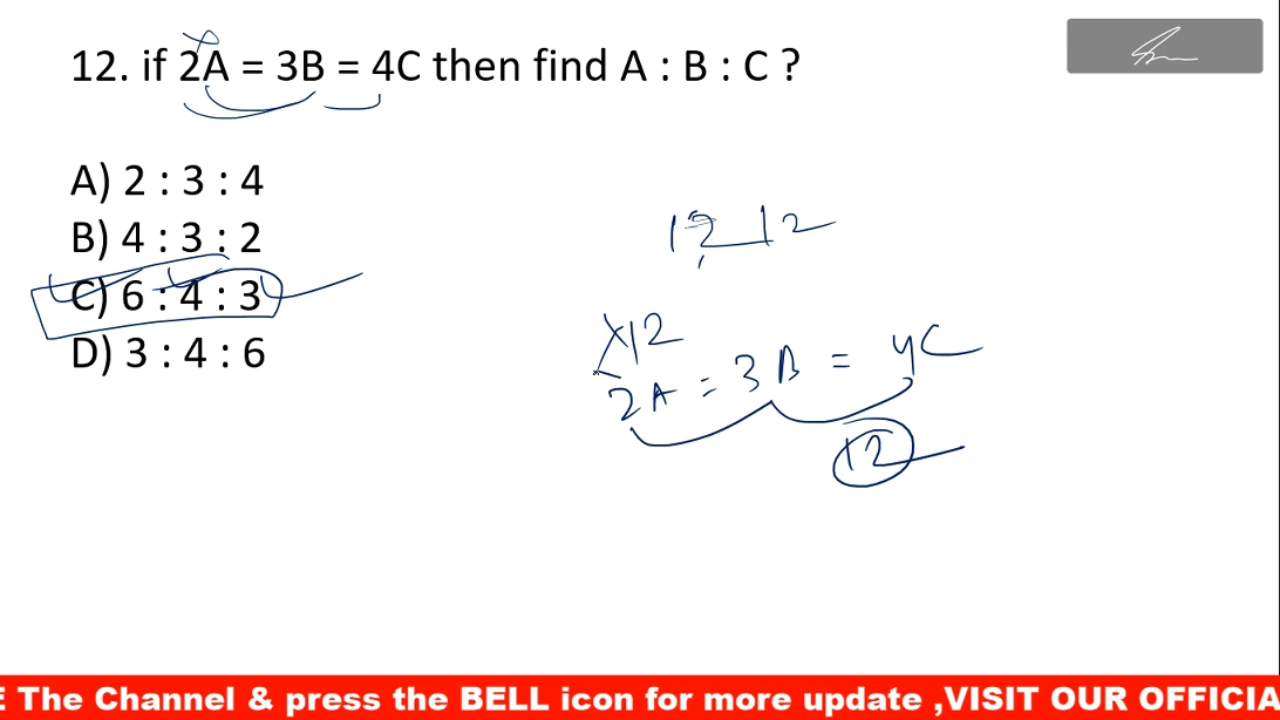 12. if 2A = 3B = 4C then find A : B : C ?
A) 2 : 3 : 4
B) 4 : 3 : 2
C) 6 : 4 : 3
D) 3 : 4 : 6
12 12
x12
2A = 3B = 4C
12
E The Channel & press the BELL icon for more update ,VISIT OUR OFFICIA